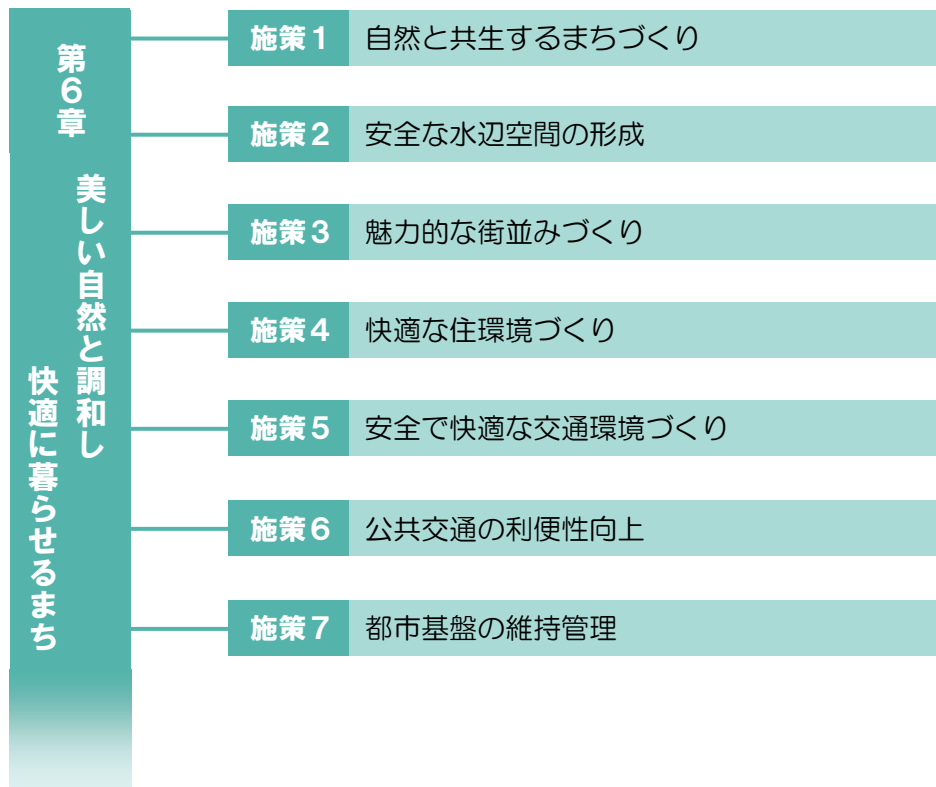 第6章
美しい自然と調和し
快適に暮らせるまち
施策1 自然と共生するまちづくり
施策2 安全な水辺空間の形成
施策3 魅力的な街並みづくり
施策4 快適な住環境づくり
施策5 安全で快適な交通環境づくり
施策6 公共交通の利便性向上
施策7 都市基盤の維持管理